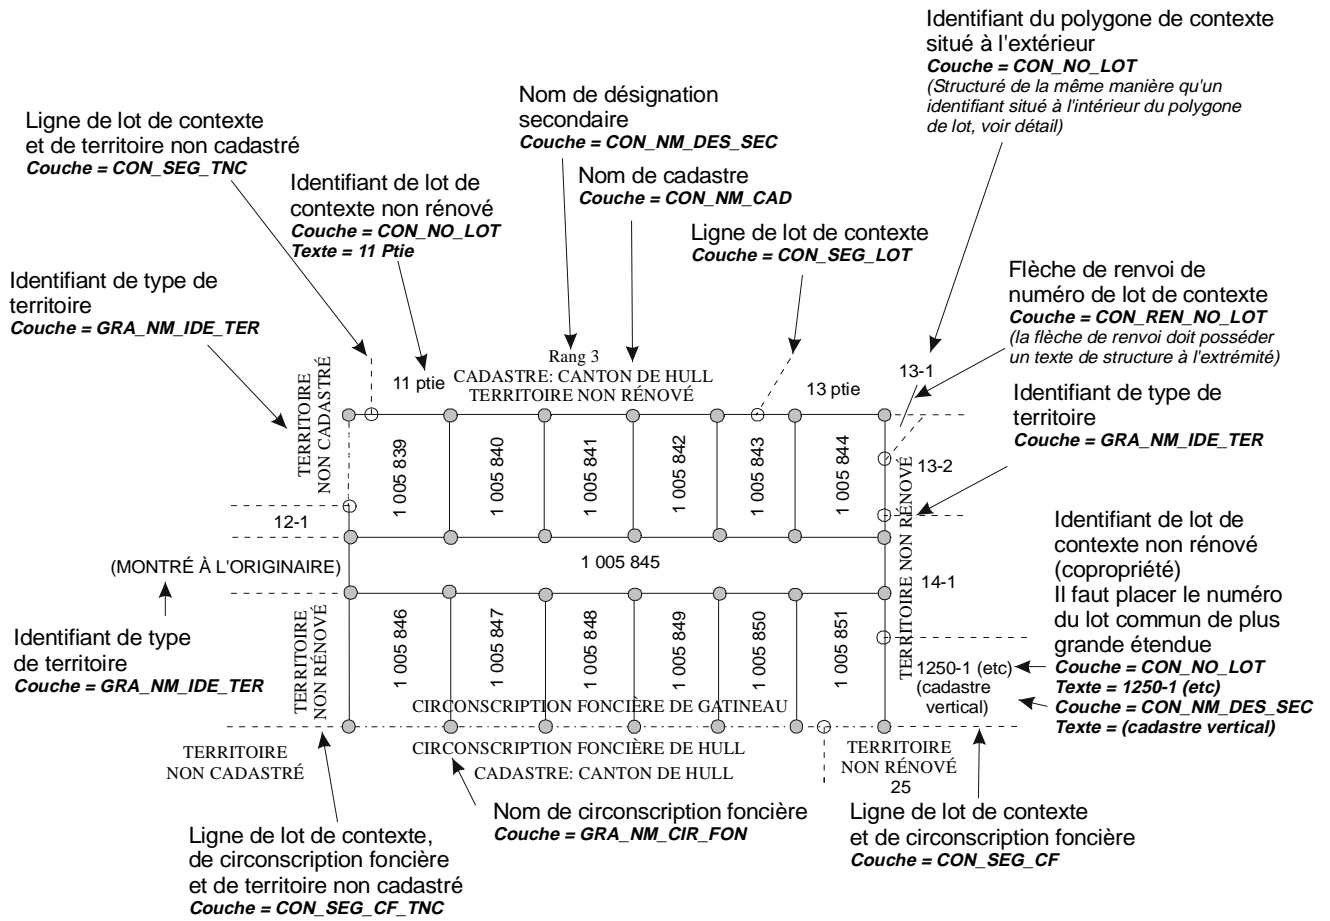 Identifiant du polygone de contexte
situé à l'extérieur
Couche = CON_NO_LOT
(Structuré de la même manière qu'un
identifiant situé à l'intérieur du polygone
de lot, voir détail)
Nom de désignation
secondaire
Couche = CON_NM_DES_SEC
Ligne de lot de contexte
et de territoire non cadastré
Couche = CON_SEG_TNC
Nom de cadastre
Couche = CON_NM_CAD
Identifiant de lot de
contexte non rénové
Couche = CON_NO_LOT
Texte = 11 Ptie
Ligne de lot de contexte
Couche = CON_SEG_LOT
Identifiant de type de
territoire
Couche = GRA_NM_IDE_TER
Flèche de renvoi de
numéro de lot de contexte
Couche = CON_REN_NO_LOT
(la flèche de renvoi doit posséder
un texte de structure à l'extrémité)
Identifiant de type de
territoire
Couche = GRA_NM_IDE_TER
Rang 3
CADASTRE: CANTON DE HULL
TERRITOIRE NON RÉNOVÉ
11 ptie
13 ptie
13-1
TERRITOIRE
NON CADASTRÉ
1 005 839
1 005 840
1 005 841
1 005 842
1 005 843
1 005 844
13-2
TERRITOIRE NON RÉNOVÉ
12-1
(MONTRÉ À L'ORIGINAIRE)
1 005 845
14-1
Identifiant de lot de
contexte non rénové
(copropriété)
Il faut placer le numéro
du lot commun de plus
grande étendue
Couche = CON_NO_LOT
Texte = 1250-1 (etc)
Couche = CON_NM_DES_SEC
Texte = (cadastre vertical)
Identifiant de type
de territoire
Couche = GRA_NM_IDE_TER
TERRITOIRE
NON RÉNOVÉ
1 005 846
1 005 847
1 005 848
1 005 849
1 005 850
1 005 851
1250-1 (etc)
(cadastre
vertical)
CIRCONSCRIPTION FONCIÈRE DE GATINEAU
CIRCONSCRIPTION FONCIÈRE DE HULL
CADASTRE: CANTON DE HULL
TERRITOIRE
NON CADASTRÉ
TERRITOIRE
NON RÉNOVÉ
25
Nom de circonscription foncière
Couche = GRA_NM_CIR_FON
Ligne de lot de contexte
et de circonscription foncière
Couche = CON_SEG_CF
Ligne de lot de contexte,
de circonscription foncière
et de territoire non cadastré
Couche = CON_SEG_CF_TNC